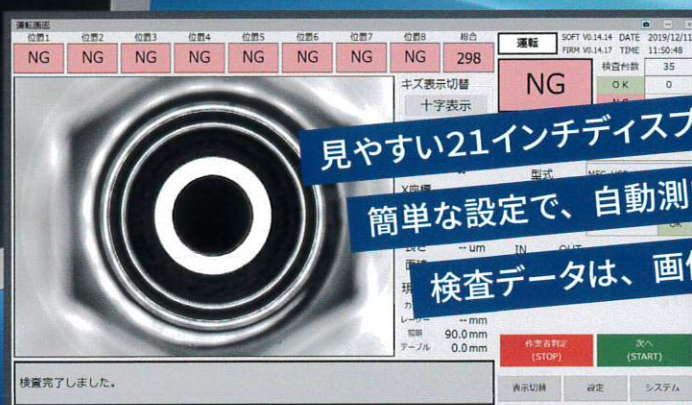 運転画面
位置1 位置2 位置3 位置4 位置5 位置6 位置7 位置8 総合
NG NG NG NG NG NG NG NG 298
運転
SOFT V0.14.14 DATE 2019/12/11
FIRM V0.14.17 TIME 11:50:48
NG
検査台数 35
OK 0
キズ表示切替
十字表示
見やすい21インチディスプ
型式
簡単な設定で、自動測
-- um
IN OUT
検査データは、画
-- mm
照明 90.0 mm
テーブル 0.0 mm
作業者判定
(STOP)
次へ
(START)
検査完了しました。
表示切替 設定 システム